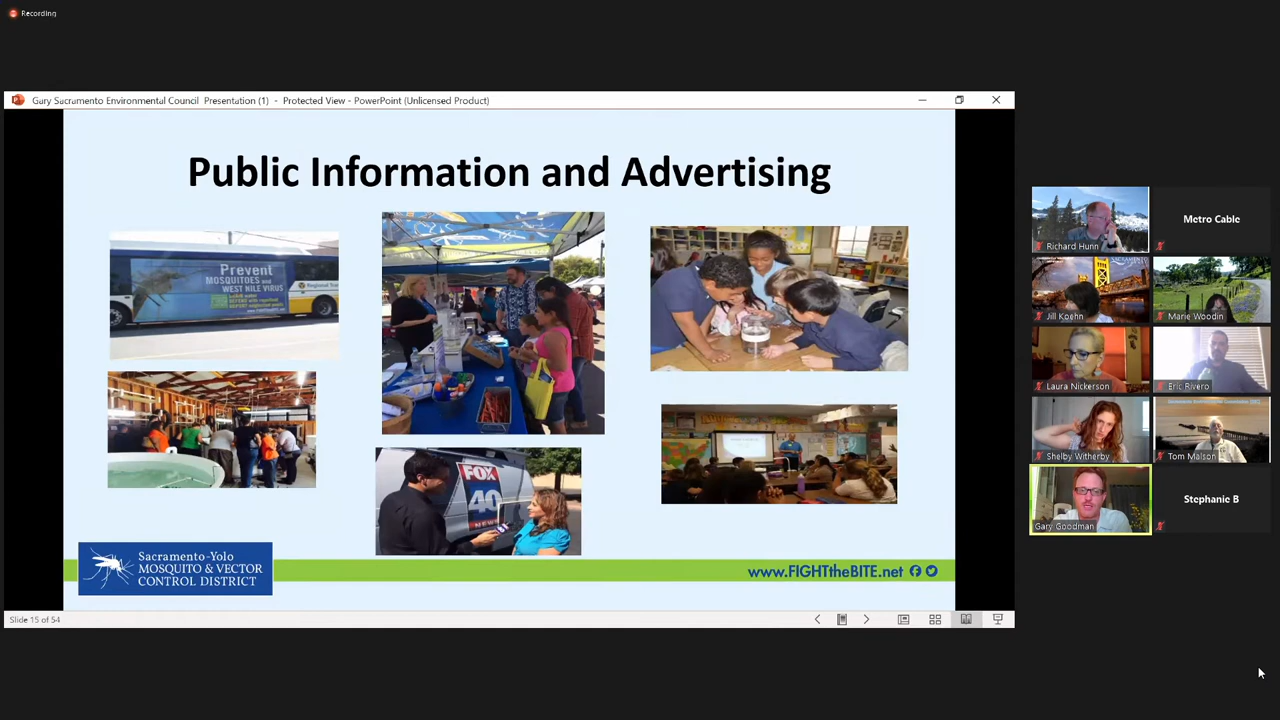 Recording
Gary Sacramento Environmental Council Presentation (1) - Protected View - PowerPoint (Unlicensed Product)
Public Information and Advertising
Prevent
MOSQUITOES and
WEST NILE VIRUS
FOX
40
NEWS
Sacramento-Yolo
MOSQUITO & VECTOR
CONTROL DISTRICT
www.FIGHTtheBITE.net
Slide 15 of 54
Richard Hunn
Metro Cable
Jill Koehn
Marie Woodin
Laura Nickerson
Eric Rivero
Shelby Witherby
Tom Malson
Gary Goodman
Stephanie B